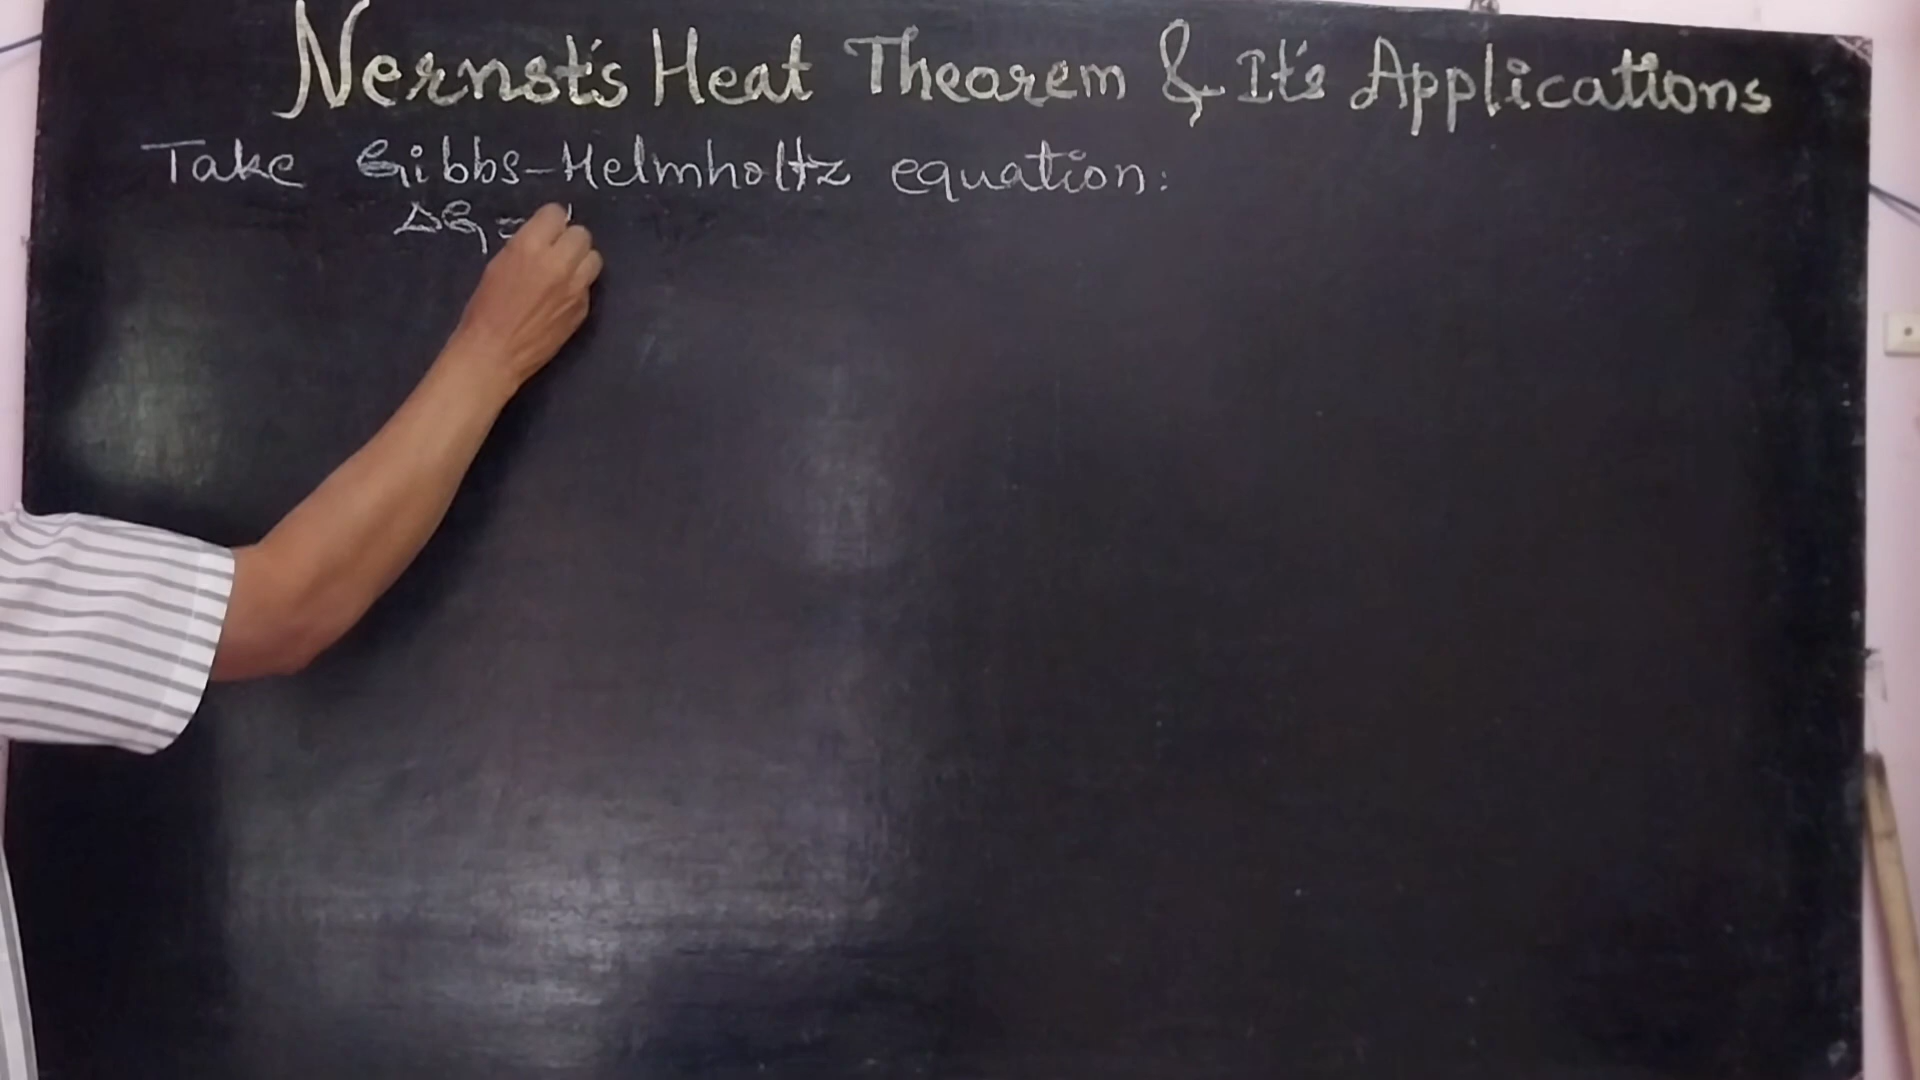 Nernst's Heat Theorem & It's Applications
Take Gibbs-Helmholtz equation:
ΔG =